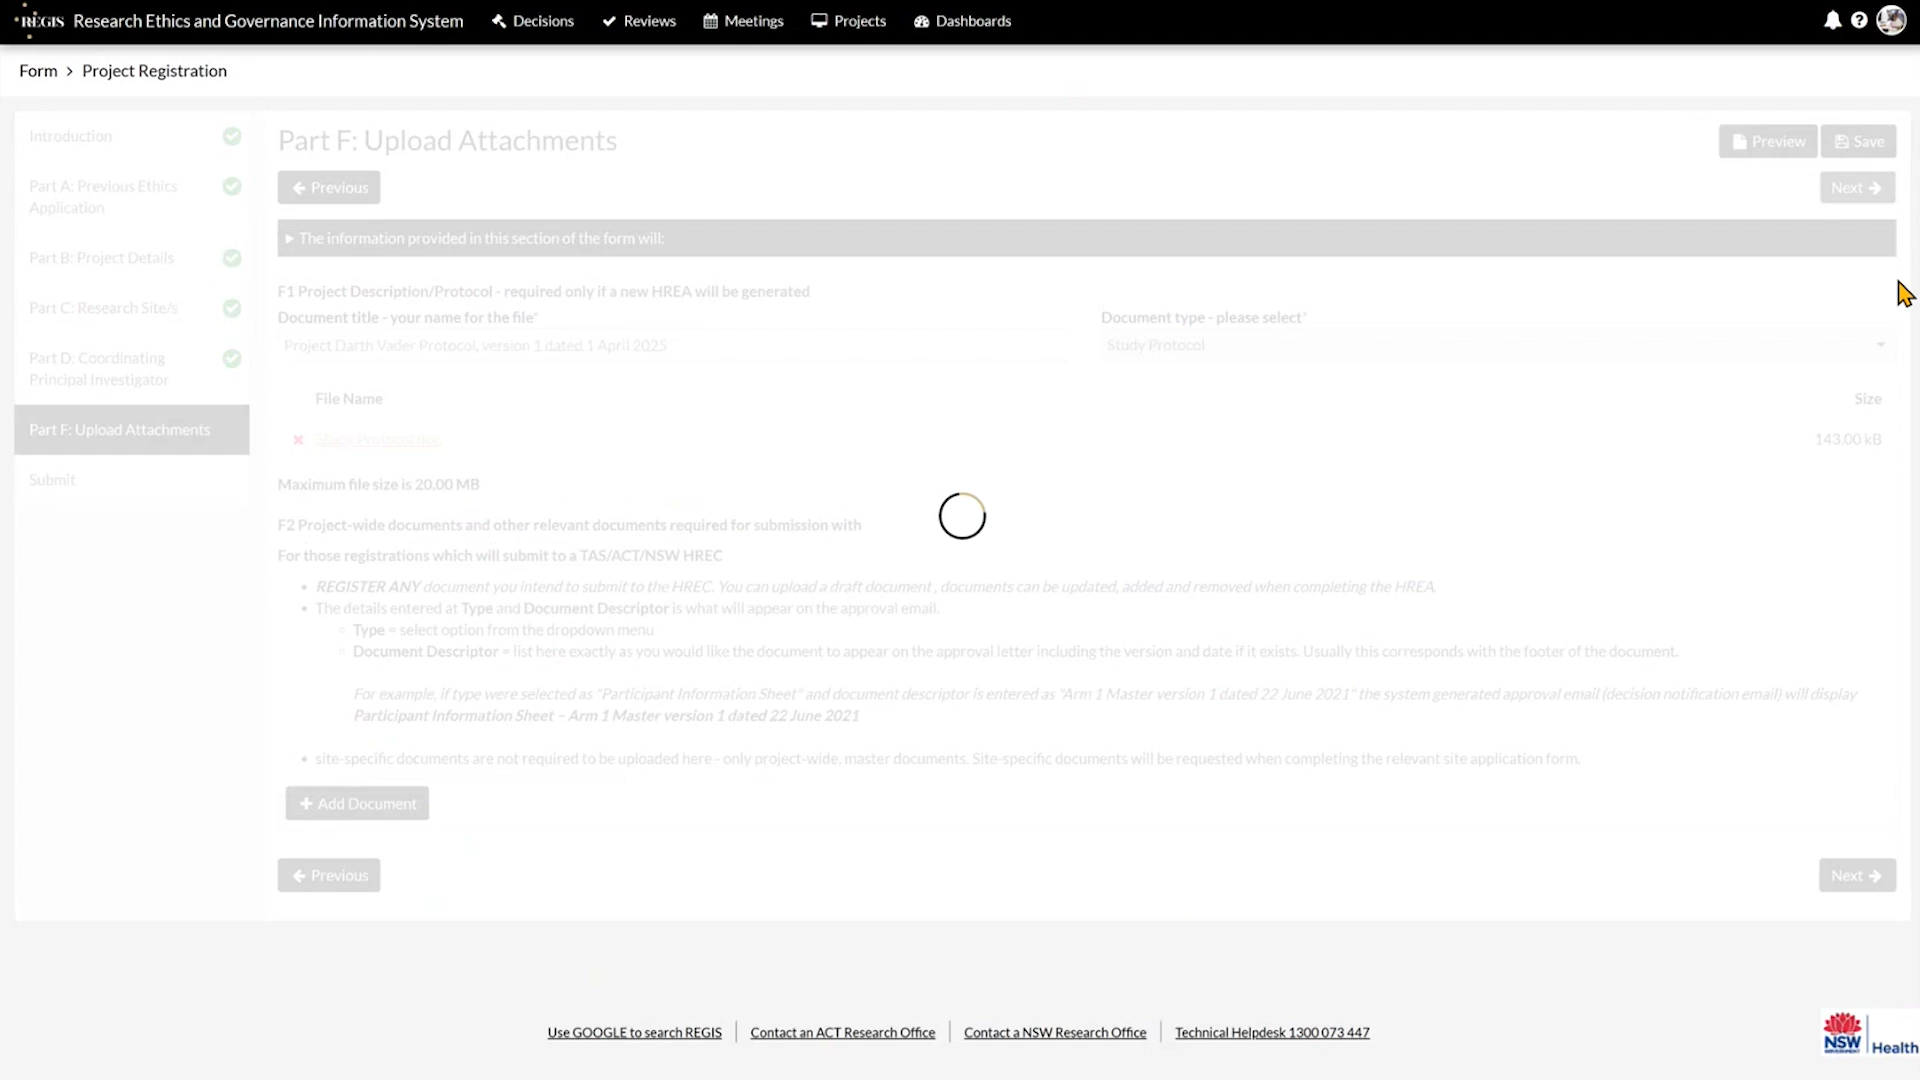 REGIS Research Ethics and Governance Information System Decisions Reviews Meetings Projects Dashboards
Form > Project Registration
Introduction
Part A: Previous Ethics
Application
Part B: Project Details
Part C: Research Site/s
Part D: Coordinating
Principal Investigator
Part F: Upload Attachments
Submit
Part F: Upload Attachments
Preview Save
Previous Next
The information provided in this section of the form will:
F1 Project Description/Protocol - required only if a new HREA will be generated
Document title - your name for the file* Document type - please select*
Project Darth Vader Protocol, version 1 dated 1 April 2025 Study Protocol
File Name Size
143.00 kB
Maximum file size is 20.00 MB
F2 Project-wide documents and other relevant documents required for submission with
For those registrations which will submit to a TAS/ACT/NSW HREC
• REGISTER ANY document you intend to submit to the HREC. You can upload a draft document , documents can be updated, added and removed when completing the HREA.
• The details entered at Type and Document Descriptor is what will appear on the approval email.
Type = select option from the dropdown menu
Document Descriptor = list here exactly as you would like the document to appear on the approval letter including the version and date if it exists. Usually this corresponds with the footer of the document.
For example, if type were selected as "Participant Information Sheet" and document descriptor is entered as "Arm 1 Master version 1 dated 22 June 2021" the system generated approval email (decision notification email) will display
Participant Information Sheet – Arm 1 Master version 1 dated 22 June 2021
• site-specific documents are not required to be uploaded here - only project-wide, master documents. Site-specific documents will be requested when completing the relevant site application form.
+ Add Document
Previous Next
Use GOOGLE to search REGIS | Contact an ACT Research Office | Contact a NSW Research Office | Technical Helpdesk 1300 073 447
NSW
GOVERNMENT
Health